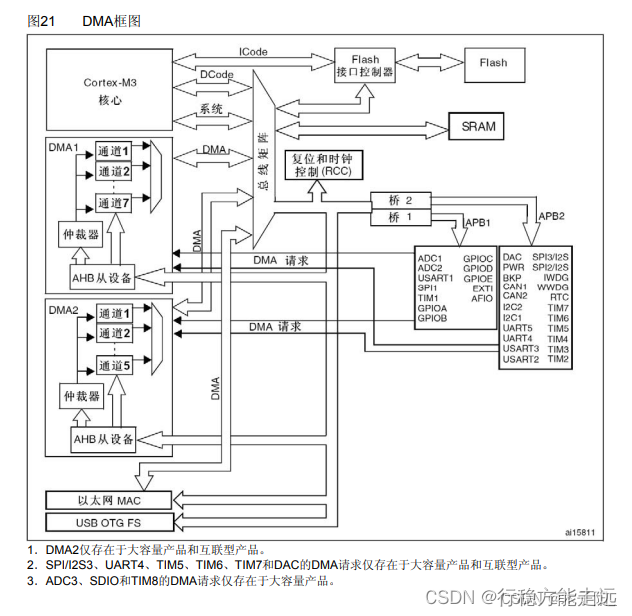 图21 DMA框图
ICode
Cortex-M3
核心
DCode
系统
Flash
接口控制器
Flash
SRAM
DMA1
通道1
通道2
通道7
仲裁器
AHB从设备
DMA
总线矩阵
复位和时钟
控制(RCC)
桥 2
桥 1
APB1
APB2
DMA
DMA 请求
ADC1 GPIOC
ADC2 GPIOD
USART1 GPIOE
SPI1 EXTI
TIM1 AFIO
GPIOA
GPIOB
DAC SPI3/I2S
PWR SPI2/I2S
BKP IWDG
CAN1 WWDG
CAN2 RTC
I2C2 TIM7
I2C1 TIM6
UART5 TIM5
UART4 TIM4
USART3 TIM3
USART2 TIM2
DMA2
通道1
通道2
通道5
仲裁器
AHB从设备
DMA 请求
DMA
以太网 MAC
USB OTG FS
ai15811
1．DMA2仅存在于大容量产品和互联型产品。
2．SPI/I2S3、UART4、TIM5、TIM6、TIM7和DAC的DMA请求仅存在于大容量产品和互联型产品。
3．ADC3、SDIO和TIM8的DMA请求仅存在于大容量产品。
CSDN @行稳方能走远